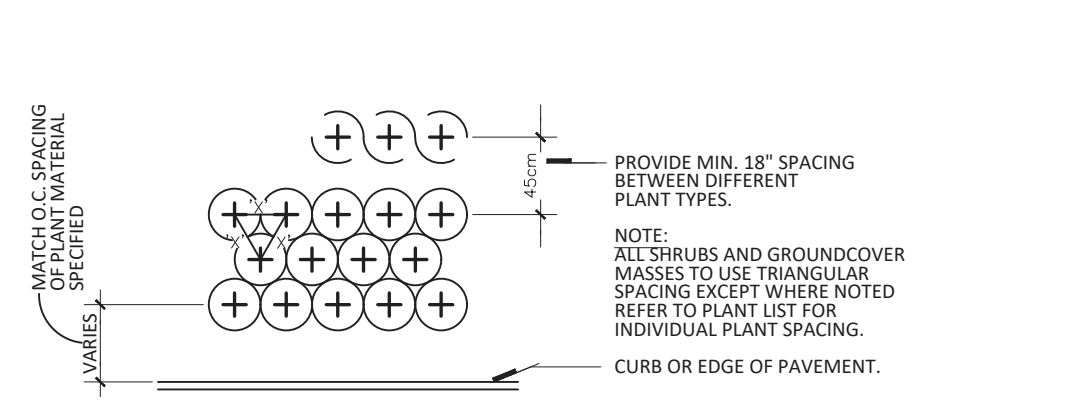 MATCH O.C. SPACING
OF PLANT MATERIAL
SPECIFIED
VARIES
'X'
'X'
'X'
45cm
PROVIDE MIN. 18" SPACING
BETWEEN DIFFERENT
PLANT TYPES.
NOTE:
ALL SHRUBS AND GROUNDCOVER
MASSES TO USE TRIANGULAR
SPACING EXCEPT WHERE NOTED
REFER TO PLANT LIST FOR
INDIVIDUAL PLANT SPACING.
CURB OR EDGE OF PAVEMENT.